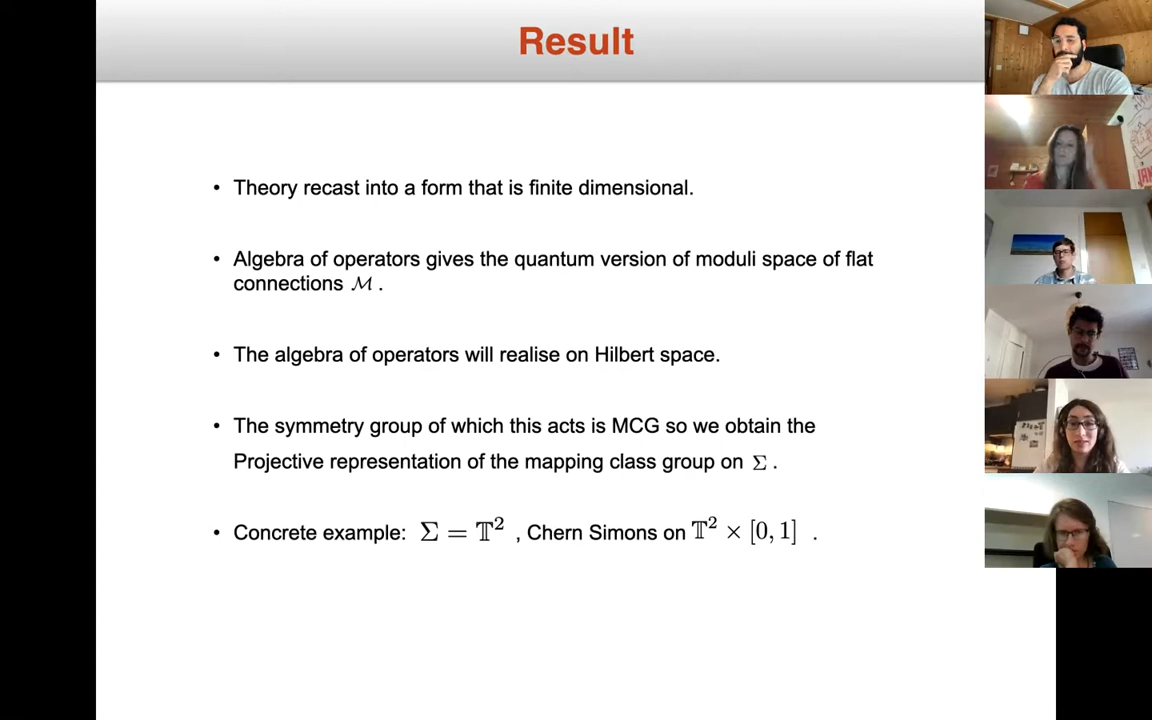 Result
• Theory recast into a form that is finite dimensional.
• Algebra of operators gives the quantum version of moduli space of flat
connections ℳ .
• The algebra of operators will realise on Hilbert space.
• The symmetry group of which this acts is MCG so we obtain the
Projective representation of the mapping class group on Σ .
• Concrete example: Σ = 𝕋² , Chern Simons on 𝕋² × [0, 1] .